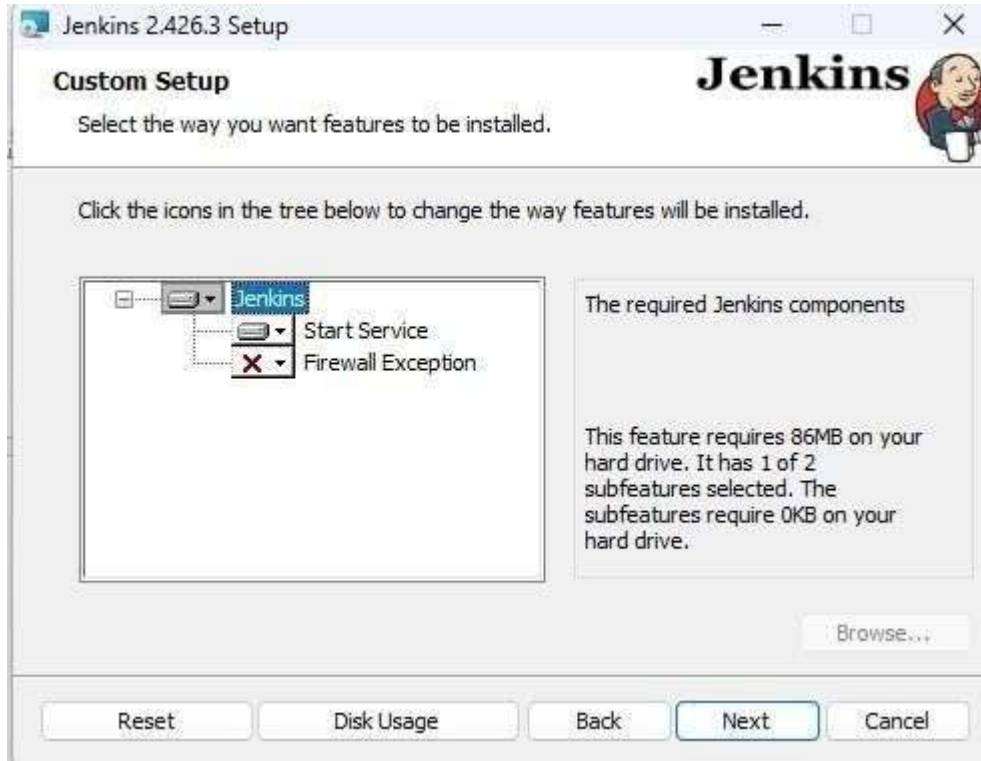 Jenkins 2.426.3 Setup
Custom Setup
Jenkins
Select the way you want features to be installed.
Click the icons in the tree below to change the way features will be installed.
Jenkins
Start Service
Firewall Exception
The required Jenkins components
This feature requires 86MB on your
hard drive. It has 1 of 2
subfeatures selected. The
subfeatures require 0KB on your
hard drive.
Browse...
Reset
Disk Usage
Back
Next
Cancel